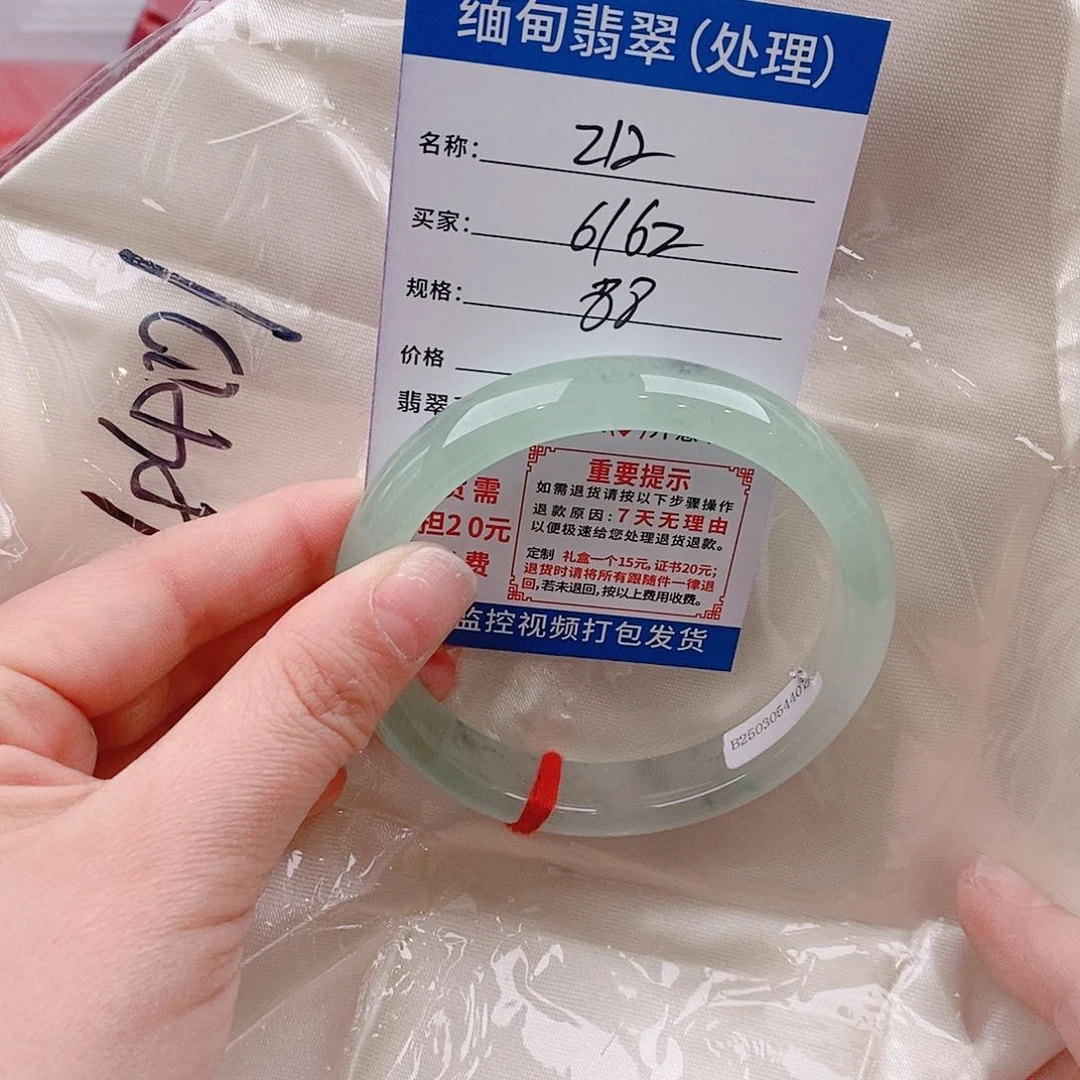 缅甸翡翠(处理)
名称: 212
买家: 6162
规格: 88
价格
翡翠
货需
担20元
费
重要提示
如需退货请按以下步骤操作
退款原因:7天无理由
以便极速给您处理退货退款。
定制 礼盒一个15元,证书20元;
退货时请将所有跟随件一律退
回,若未退回,按以上费用收费。
监控视频打包发货
B250305440